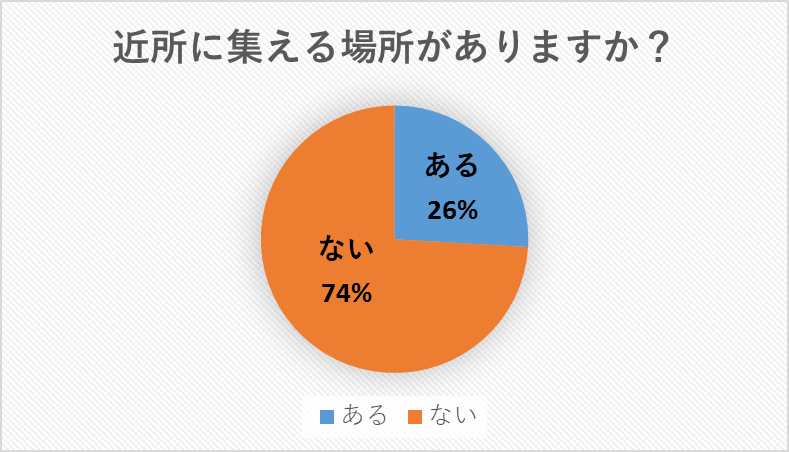 近所に集える場所がありますか？
ある
26%
ない
74%
ある ない